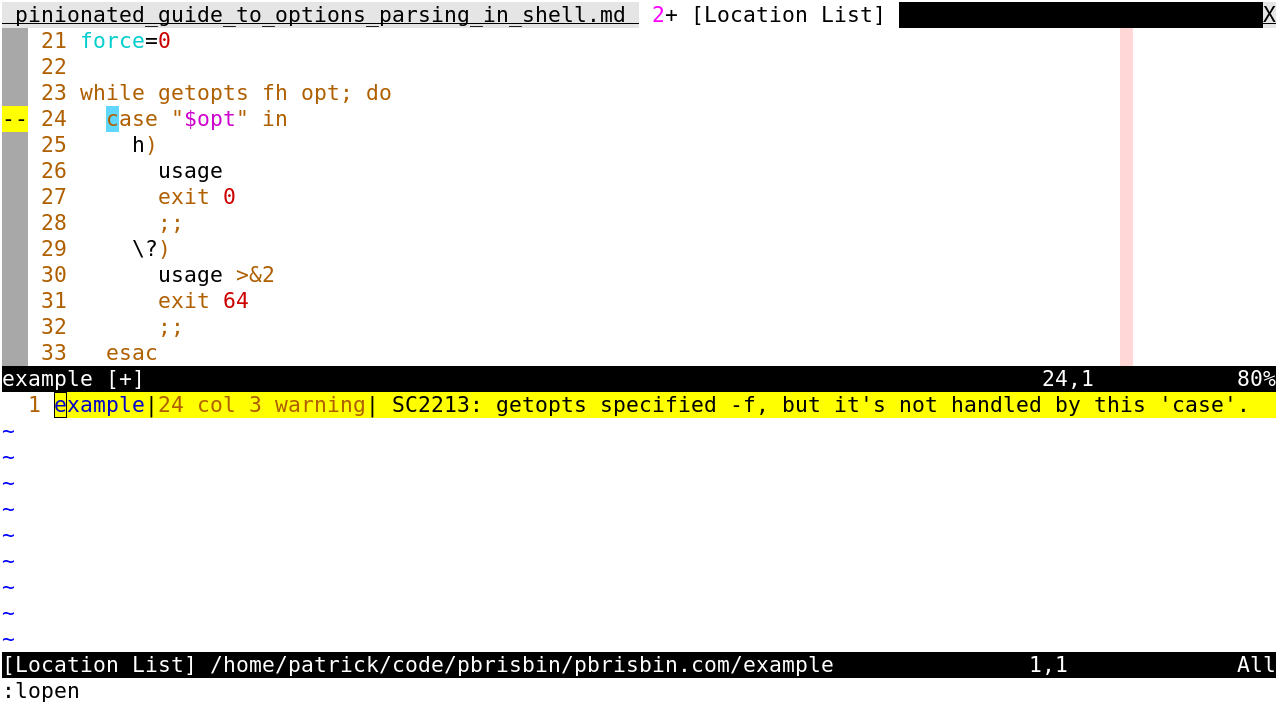 pinionated_guide_to_options_parsing_in_shell.md 2+ [Location List] X
21 force=0
22
23 while getopts fh opt; do
-- 24   case "$opt" in
25     h)
26       usage
27       exit 0
28       ;;
29     \?)
30       usage >&2
31       exit 64
32       ;;
33   esac
example [+] 24,1 80%
1 example|24 col 3 warning| SC2213: getopts specified -f, but it's not handled by this 'case'.
~
~
~
~
~
~
~
~
~
[Location List] /home/patrick/code/pbrisbin/pbrisbin.com/example 1,1 All
:lopen